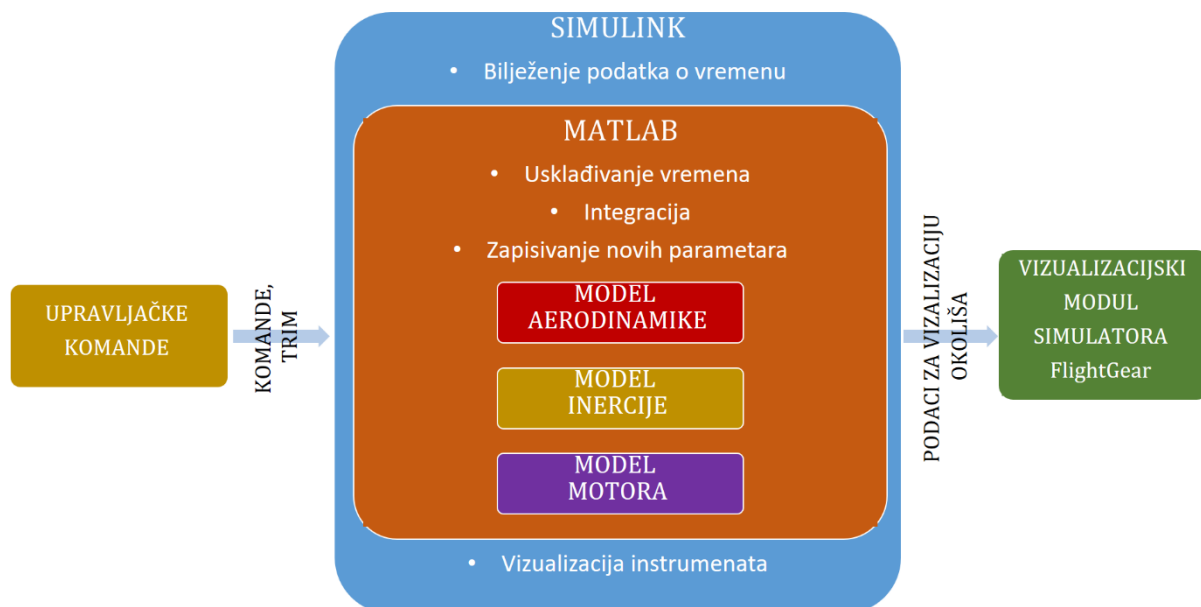 SIMULINK
• Bilježenje podatka o vremenu
MATLAB
• Usklađivanje vremena
• Integracija
• Zapisivanje novih parametara
MODEL
AERODINAMIKE
MODEL
INERCIJE
MODEL
MOTORA
• Vizualizacija instrumenata
UPRAVLJAČKE
KOMANDE
KOMANDE,
TRIM
PODACI ZA VIZALIZACIJU
OKOLIŠA
VIZUALIZACIJSKI
MODUL
SIMULATORA
FlightGear